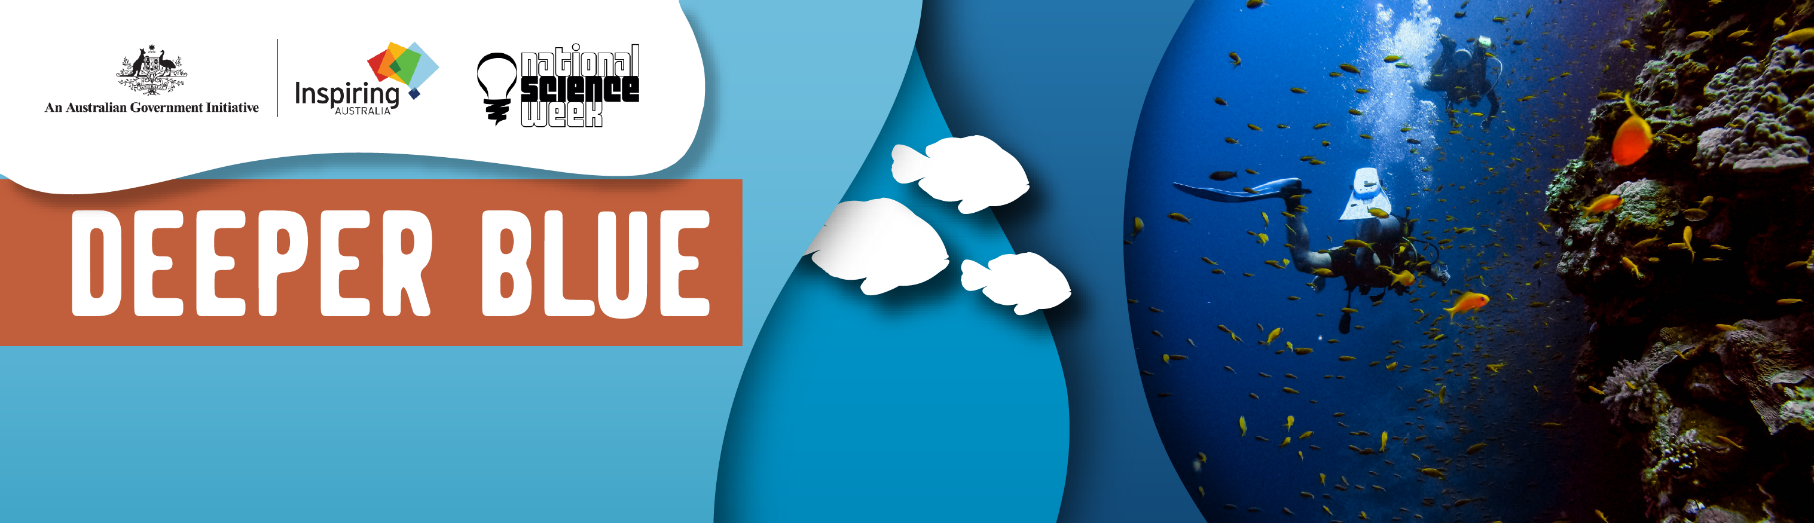 An Australian Government Initiative
Inspiring
AUSTRALIA
national
science
week
DEEPER BLUE